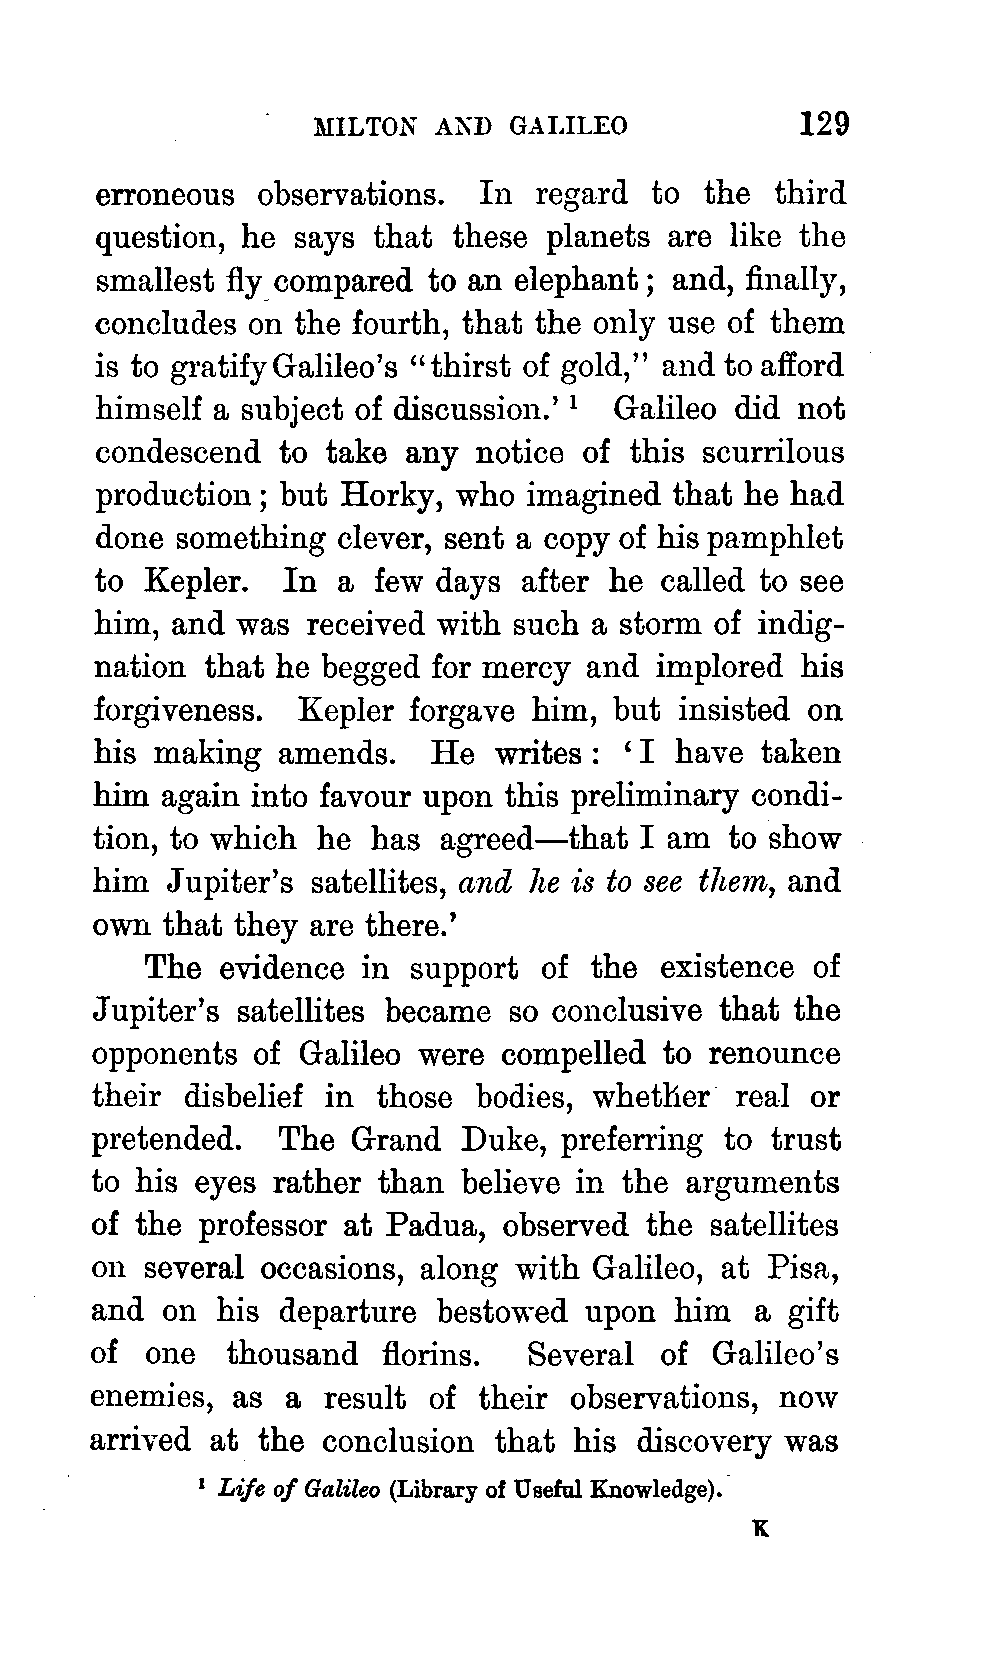 MILTON AND GALILEO 129
erroneous observations. In regard to the third
question, he says that these planets are like the
smallest fly compared to an elephant; and, finally,
concludes on the fourth, that the only use of them
is to gratify Galileo's “thirst of gold,” and to afford
himself a subject of discussion.’ ¹ Galileo did not
condescend to take any notice of this scurrilous
production; but Horky, who imagined that he had
done something clever, sent a copy of his pamphlet
to Kepler. In a few days after he called to see
him, and was received with such a storm of indig-
nation that he begged for mercy and implored his
forgiveness. Kepler forgave him, but insisted on
his making amends. He writes: ‘I have taken
him again into favour upon this preliminary condi-
tion, to which he has agreed—that I am to show
him Jupiter's satellites, and he is to see them, and
own that they are there.’
The evidence in support of the existence of
Jupiter's satellites became so conclusive that the
opponents of Galileo were compelled to renounce
their disbelief in those bodies, whether real or
pretended. The Grand Duke, preferring to trust
to his eyes rather than believe in the arguments
of the professor at Padua, observed the satellites
on several occasions, along with Galileo, at Pisa,
and on his departure bestowed upon him a gift
of one thousand florins. Several of Galileo's
enemies, as a result of their observations, now
arrived at the conclusion that his discovery was
¹ Life of Galileo (Library of Useful Knowledge).
K